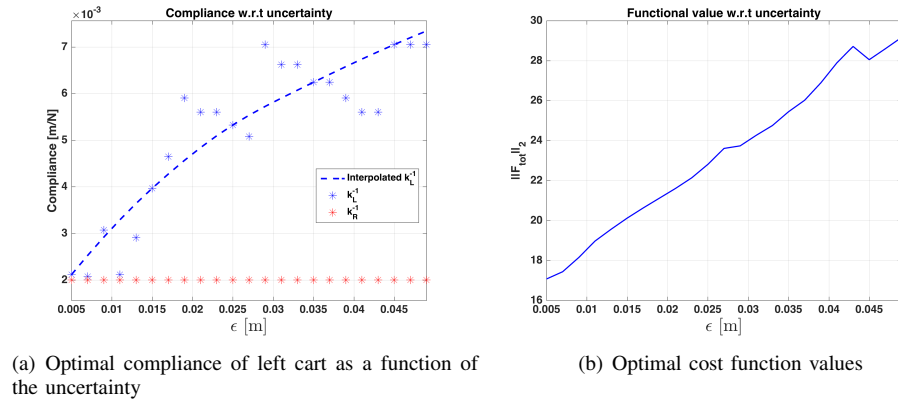 Compliance w.r.t uncertainty
×10⁻³
7
6
5
4
3
2
Compliance [m/N]
Interpolated k_L^-1
k_L^-1
k_R^-1
0.005 0.01 0.015 0.02 0.025 0.03 0.035 0.04 0.045
ϵ [m]
(a) Optimal compliance of left cart as a function of
the uncertainty
Functional value w.r.t uncertainty
30
28
26
24
22
20
18
16
||F_tot||_2
0.005 0.01 0.015 0.02 0.025 0.03 0.035 0.04 0.045
ϵ [m]
(b) Optimal cost function values